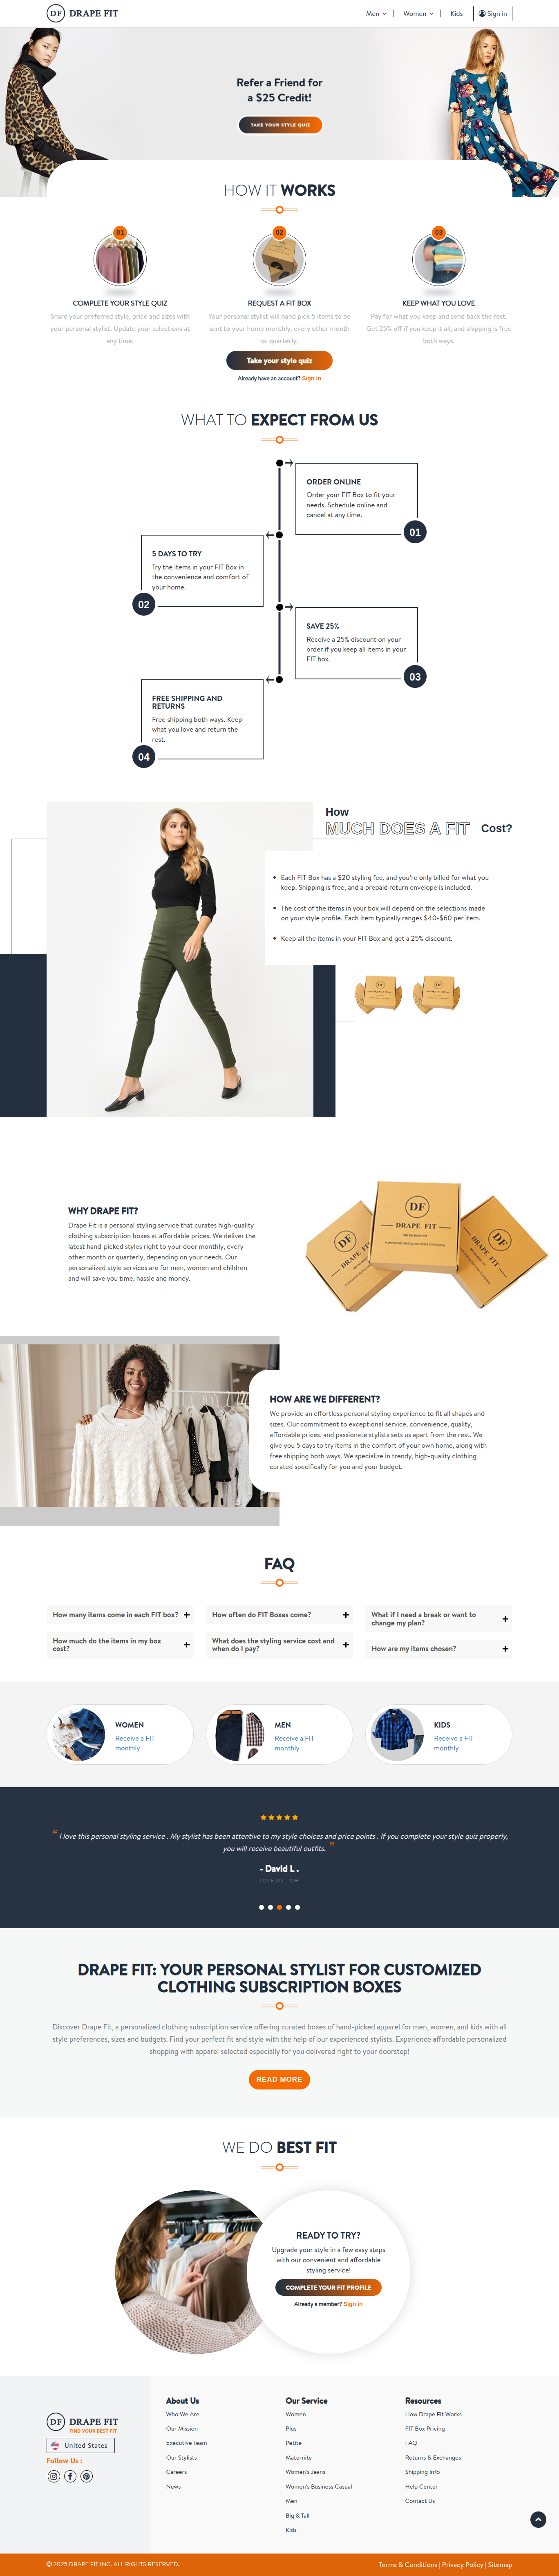 DF DRAPE FIT
Men
Women
Kids
Sign in
Refer a Friend for
a $25 Credit!
TAKE YOUR STYLE QUIZ
HOW IT WORKS
01
02
03
COMPLETE YOUR STYLE QUIZ
Share your preferred style, price and sizes with
your personal stylist. Update your selections at
any time.
REQUEST A FIT BOX
Your personal stylist will hand pick 5 items to be
sent to your home monthly, every other month
or quarterly.
KEEP WHAT YOU LOVE
Pay for what you keep and send back the rest.
Get 25% off if you keep it all, and shipping is free
both ways.
Take your style quiz
Already have an account? Sign in
WHAT TO EXPECT FROM US
ORDER ONLINE
Order your FIT Box to fit your
needs. Schedule online and
cancel at any time.
01
5 DAYS TO TRY
Try the items in your FIT Box in
the convenience and comfort of
your home.
02
SAVE 25%
Receive a 25% discount on your
order if you keep all items in your
FIT box.
03
FREE SHIPPING AND
RETURNS
Free shipping both ways. Keep
what you love and return the
rest.
04
How
MUCH DOES A FIT Cost?
Each FIT Box has a $20 styling fee, and you're only billed for what you
keep. Shipping is free, and a prepaid return envelope is included.
The cost of the items in your box will depend on the selections made
on your style profile. Each item typically ranges $40-$60 per item.
Keep all the items in your FIT Box and get a 25% discount.
WHY DRAPE FIT?
Drape Fit is a personal styling service that curates high-quality
clothing subscription boxes at affordable prices. We deliver the
latest hand-picked styles right to your door monthly, every
other month or quarterly, depending on your needs. Our
personalized style services are for men, women and children
and will save you time, hassle and money.
DF
DRAPE FIT
A personal styling services Company
DF
DRAPE FIT
DF
DRAPE FIT
HOW ARE WE DIFFERENT?
We provide an effortless personal styling experience to fit all shapes and
sizes. Our commitment to exceptional service, convenience, quality,
affordable prices, and passionate stylists sets us apart from the rest. We
give you 5 days to try items in the comfort of your own home, along with
free shipping both ways. We specialize in trendy, high-quality clothing
curated specifically for you and your budget.
FAQ
How many items come in each FIT box?
How often do FIT Boxes come?
What if I need a break or want to
change my plan?
How much do the items in my box
cost?
What does the styling service cost and
when do I pay?
How are my items chosen?
WOMEN
Receive a FIT
monthly
MEN
Receive a FIT
monthly
KIDS
Receive a FIT
monthly
“ I love this personal styling service . My stylist has been attentive to my style choices and price points . If you complete your style quiz properly,
you will receive beautiful outfits. ”
- David L .
TOLEDO , OH
DRAPE FIT: YOUR PERSONAL STYLIST FOR CUSTOMIZED
CLOTHING SUBSCRIPTION BOXES
Discover Drape Fit, a personalized clothing subscription service offering curated boxes of hand-picked apparel for men, women, and kids with all
style preferences, sizes and budgets. Find your perfect fit and style with the help of our experienced stylists. Experience affordable personalized
shopping with apparel selected especially for you delivered right to your doorstep!
READ MORE
WE DO BEST FIT
READY TO TRY?
Upgrade your style in a few easy steps
with our convenient and affordable
styling service!
COMPLETE YOUR FIT PROFILE
Already a member? Sign in
DF DRAPE FIT
FIND YOUR BEST FIT
United States
Follow Us :
About Us
Who We Are
Our Mission
Executive Team
Our Stylists
Careers
News
Our Service
Women
Plus
Petite
Maternity
Women's Jeans
Women's Business Casual
Men
Big & Tall
Kids
Resources
How Drape Fit Works
FIT Box Pricing
FAQ
Returns & Exchanges
Shipping Info
Help Center
Contact Us
© 2025 DRAPE FIT INC. ALL RIGHTS RESERVED.
Terms & Conditions | Privacy Policy | Sitemap